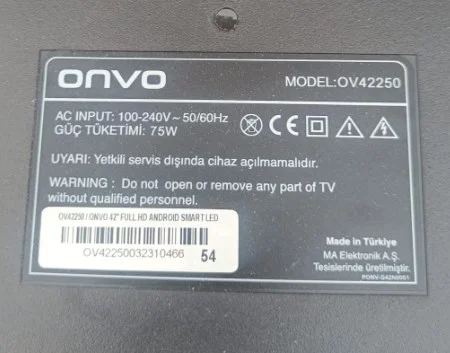 onvo
MODEL:OV42250
AC INPUT: 100-240V ~ 50/60Hz
GÜÇ TÜKETİMİ: 75W
UYARI: Yetkili servis dışında cihaz açılmamalıdır.
WARNING : Do not open or remove any part of TV
without qualified personnel.
OV42250 / ONVO 42" FULL HD ANDROID SMART LED
OV42250032310466 54
Made in Türkiye
MA Elektronik A.Ş.
Tesislerinde üretilmiştir.